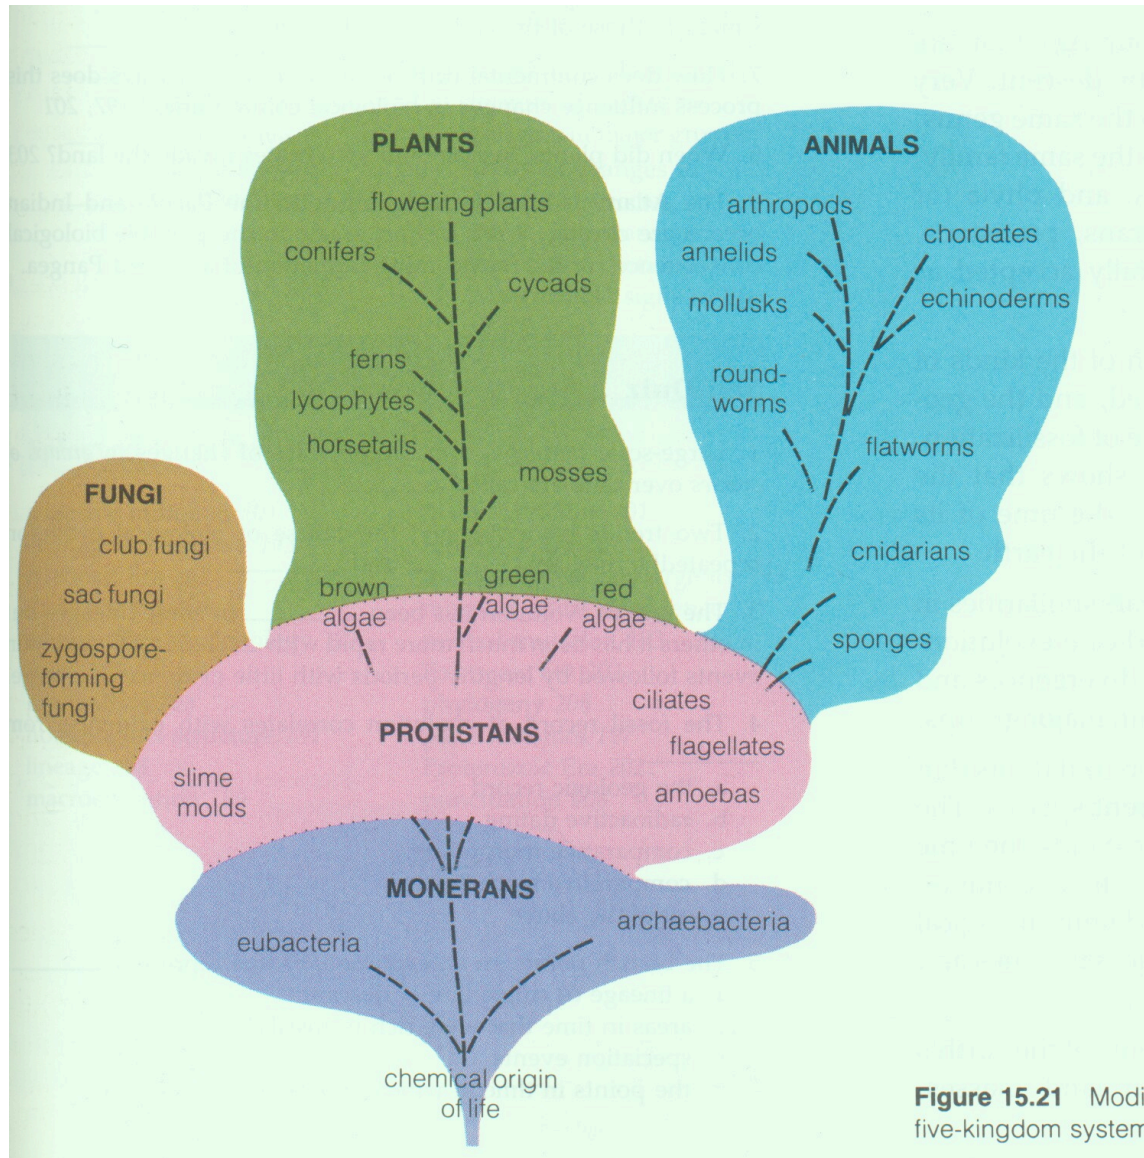 PLANTS
flowering plants
conifers
cycads
ferns
lycophytes
horsetails
mosses
brown
algae
green
algae
red
algae
ANIMALS
arthropods
chordates
annelids
echinoderms
mollusks
round-
worms
flatworms
cnidarians
sponges
FUNGI
club fungi
sac fungi
zygospore-
forming
fungi
PROTISTANS
ciliates
flagellates
amoebas
slime
molds
MONERANS
eubacteria
archaebacteria
chemical origin
of life
Figure 15.21 Modi
five-kingdom system